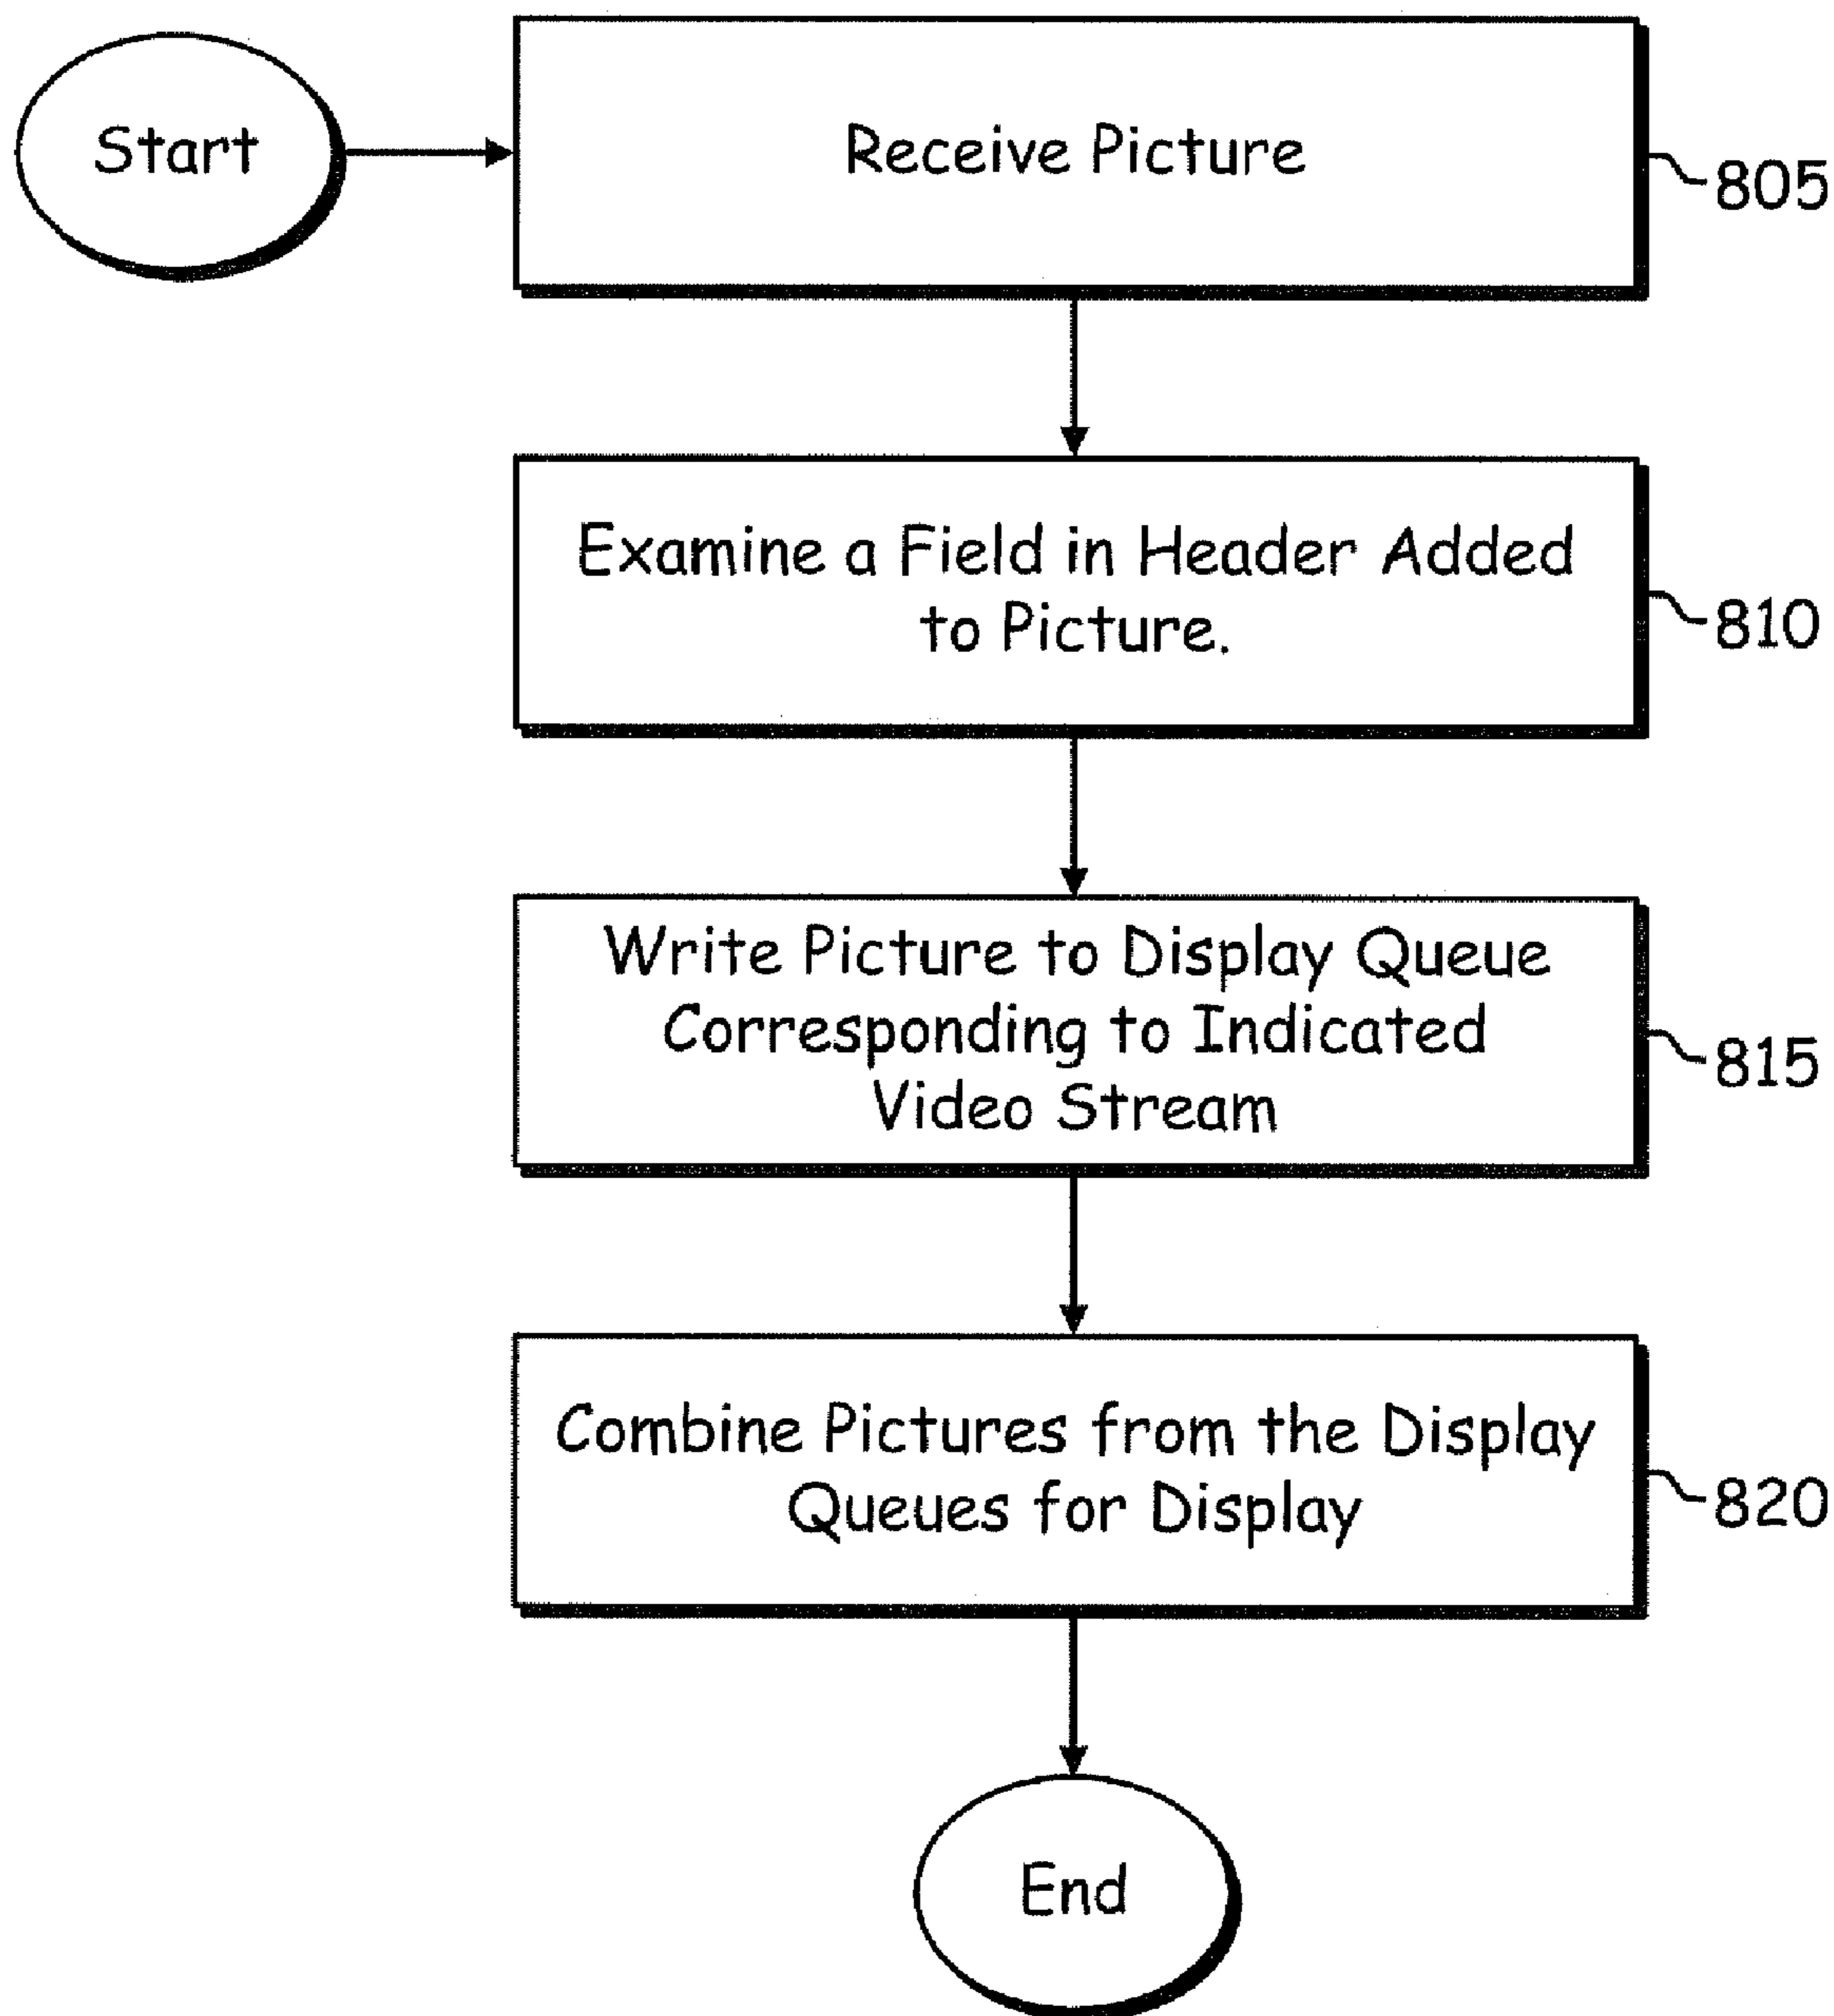 Start
Receive Picture
805
Examine a Field in Header Added
to Picture.
810
Write Picture to Display Queue
Corresponding to Indicated
Video Stream
815
Combine Pictures from the Display
Queues for Display
820
End